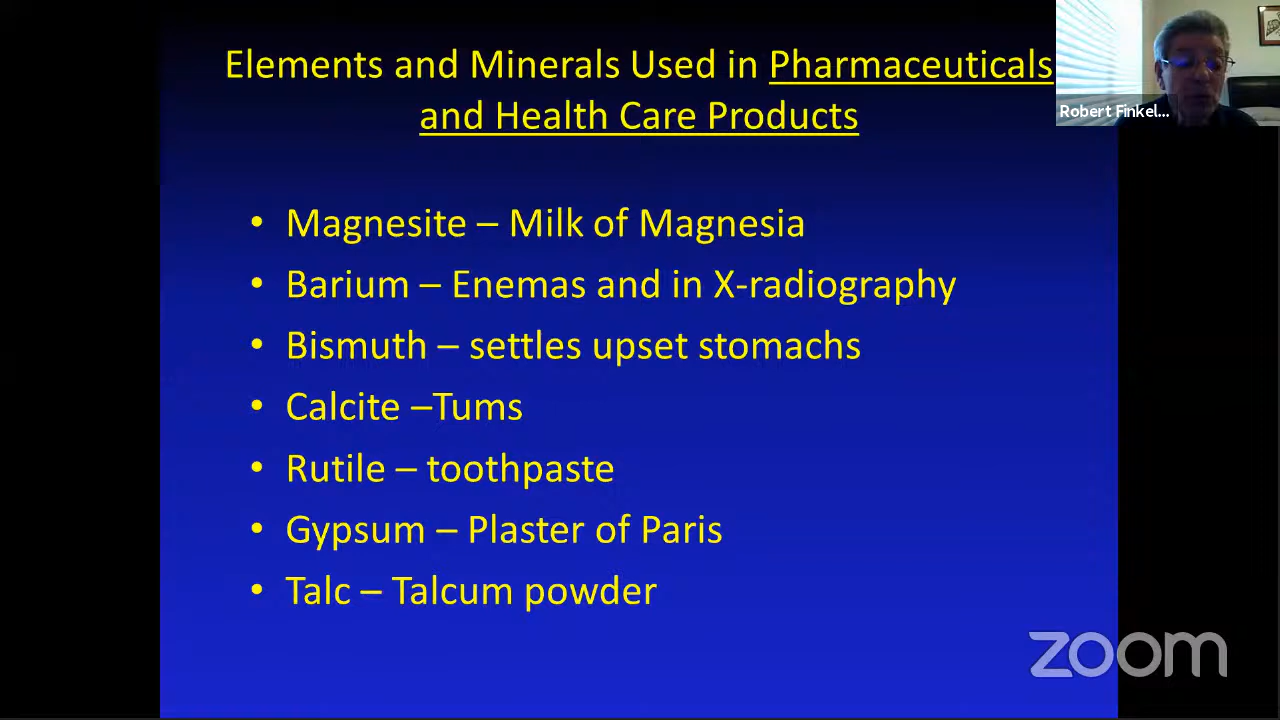 Elements and Minerals Used in Pharmaceuticals
and Health Care Products
Robert Finkel...
• Magnesite – Milk of Magnesia
• Barium – Enemas and in X-radiography
• Bismuth – settles upset stomachs
• Calcite –Tums
• Rutile – toothpaste
• Gypsum – Plaster of Paris
• Talc – Talcum powder
zoom